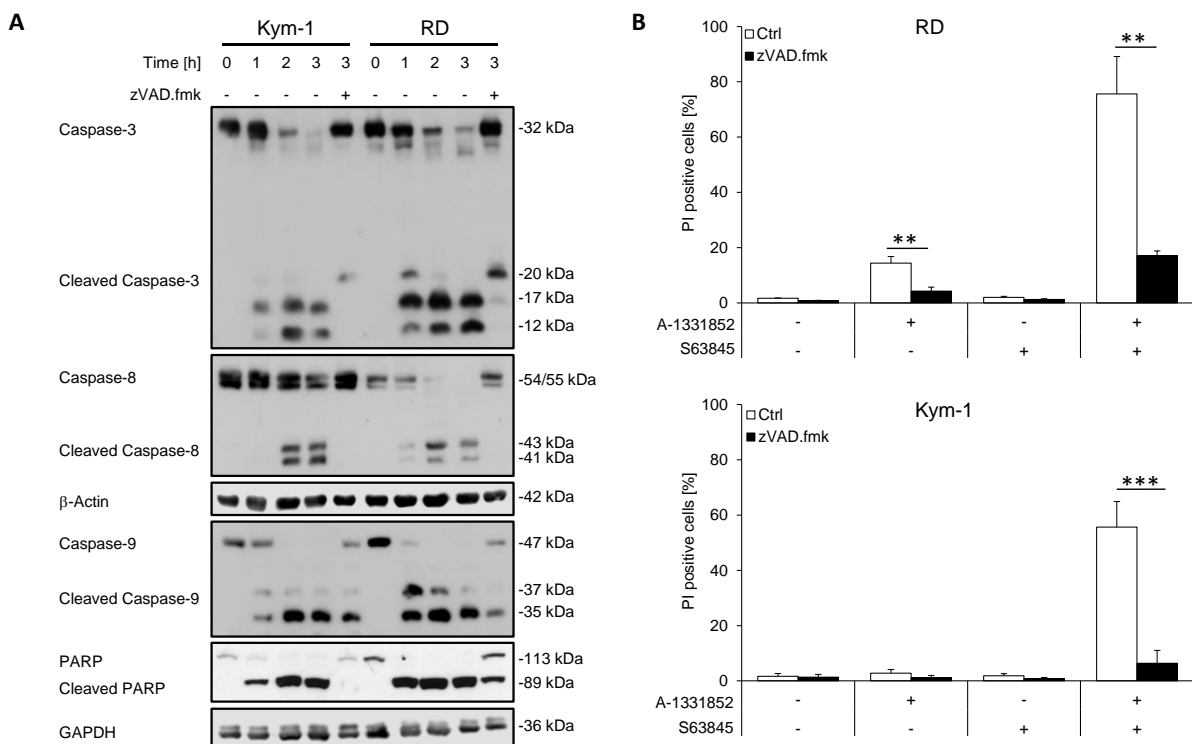 A
Kym-1 RD
Time [h] 0 1 2 3 3 0 1 2 3 3
zVAD.fmk - - - - + - - - - +
Caspase-3 -32 kDa
-20 kDa
Cleaved Caspase-3
-17 kDa
-12 kDa
Caspase-8 -54/55 kDa
-43 kDa
Cleaved Caspase-8
-41 kDa
β-Actin -42 kDa
Caspase-9 -47 kDa
-37 kDa
Cleaved Caspase-9
-35 kDa
PARP -113 kDa
Cleaved PARP -89 kDa
GAPDH -36 kDa
B
RD
Ctrl
zVAD.fmk
PI positive cells [%]
100
80
60
40
20
0
**
**
A-1331852 - + - +
S63845 - - + +
Kym-1
Ctrl
zVAD.fmk
PI positive cells [%]
100
80
60
40
20
0
***
A-1331852 - + - +
S63845 - - + +